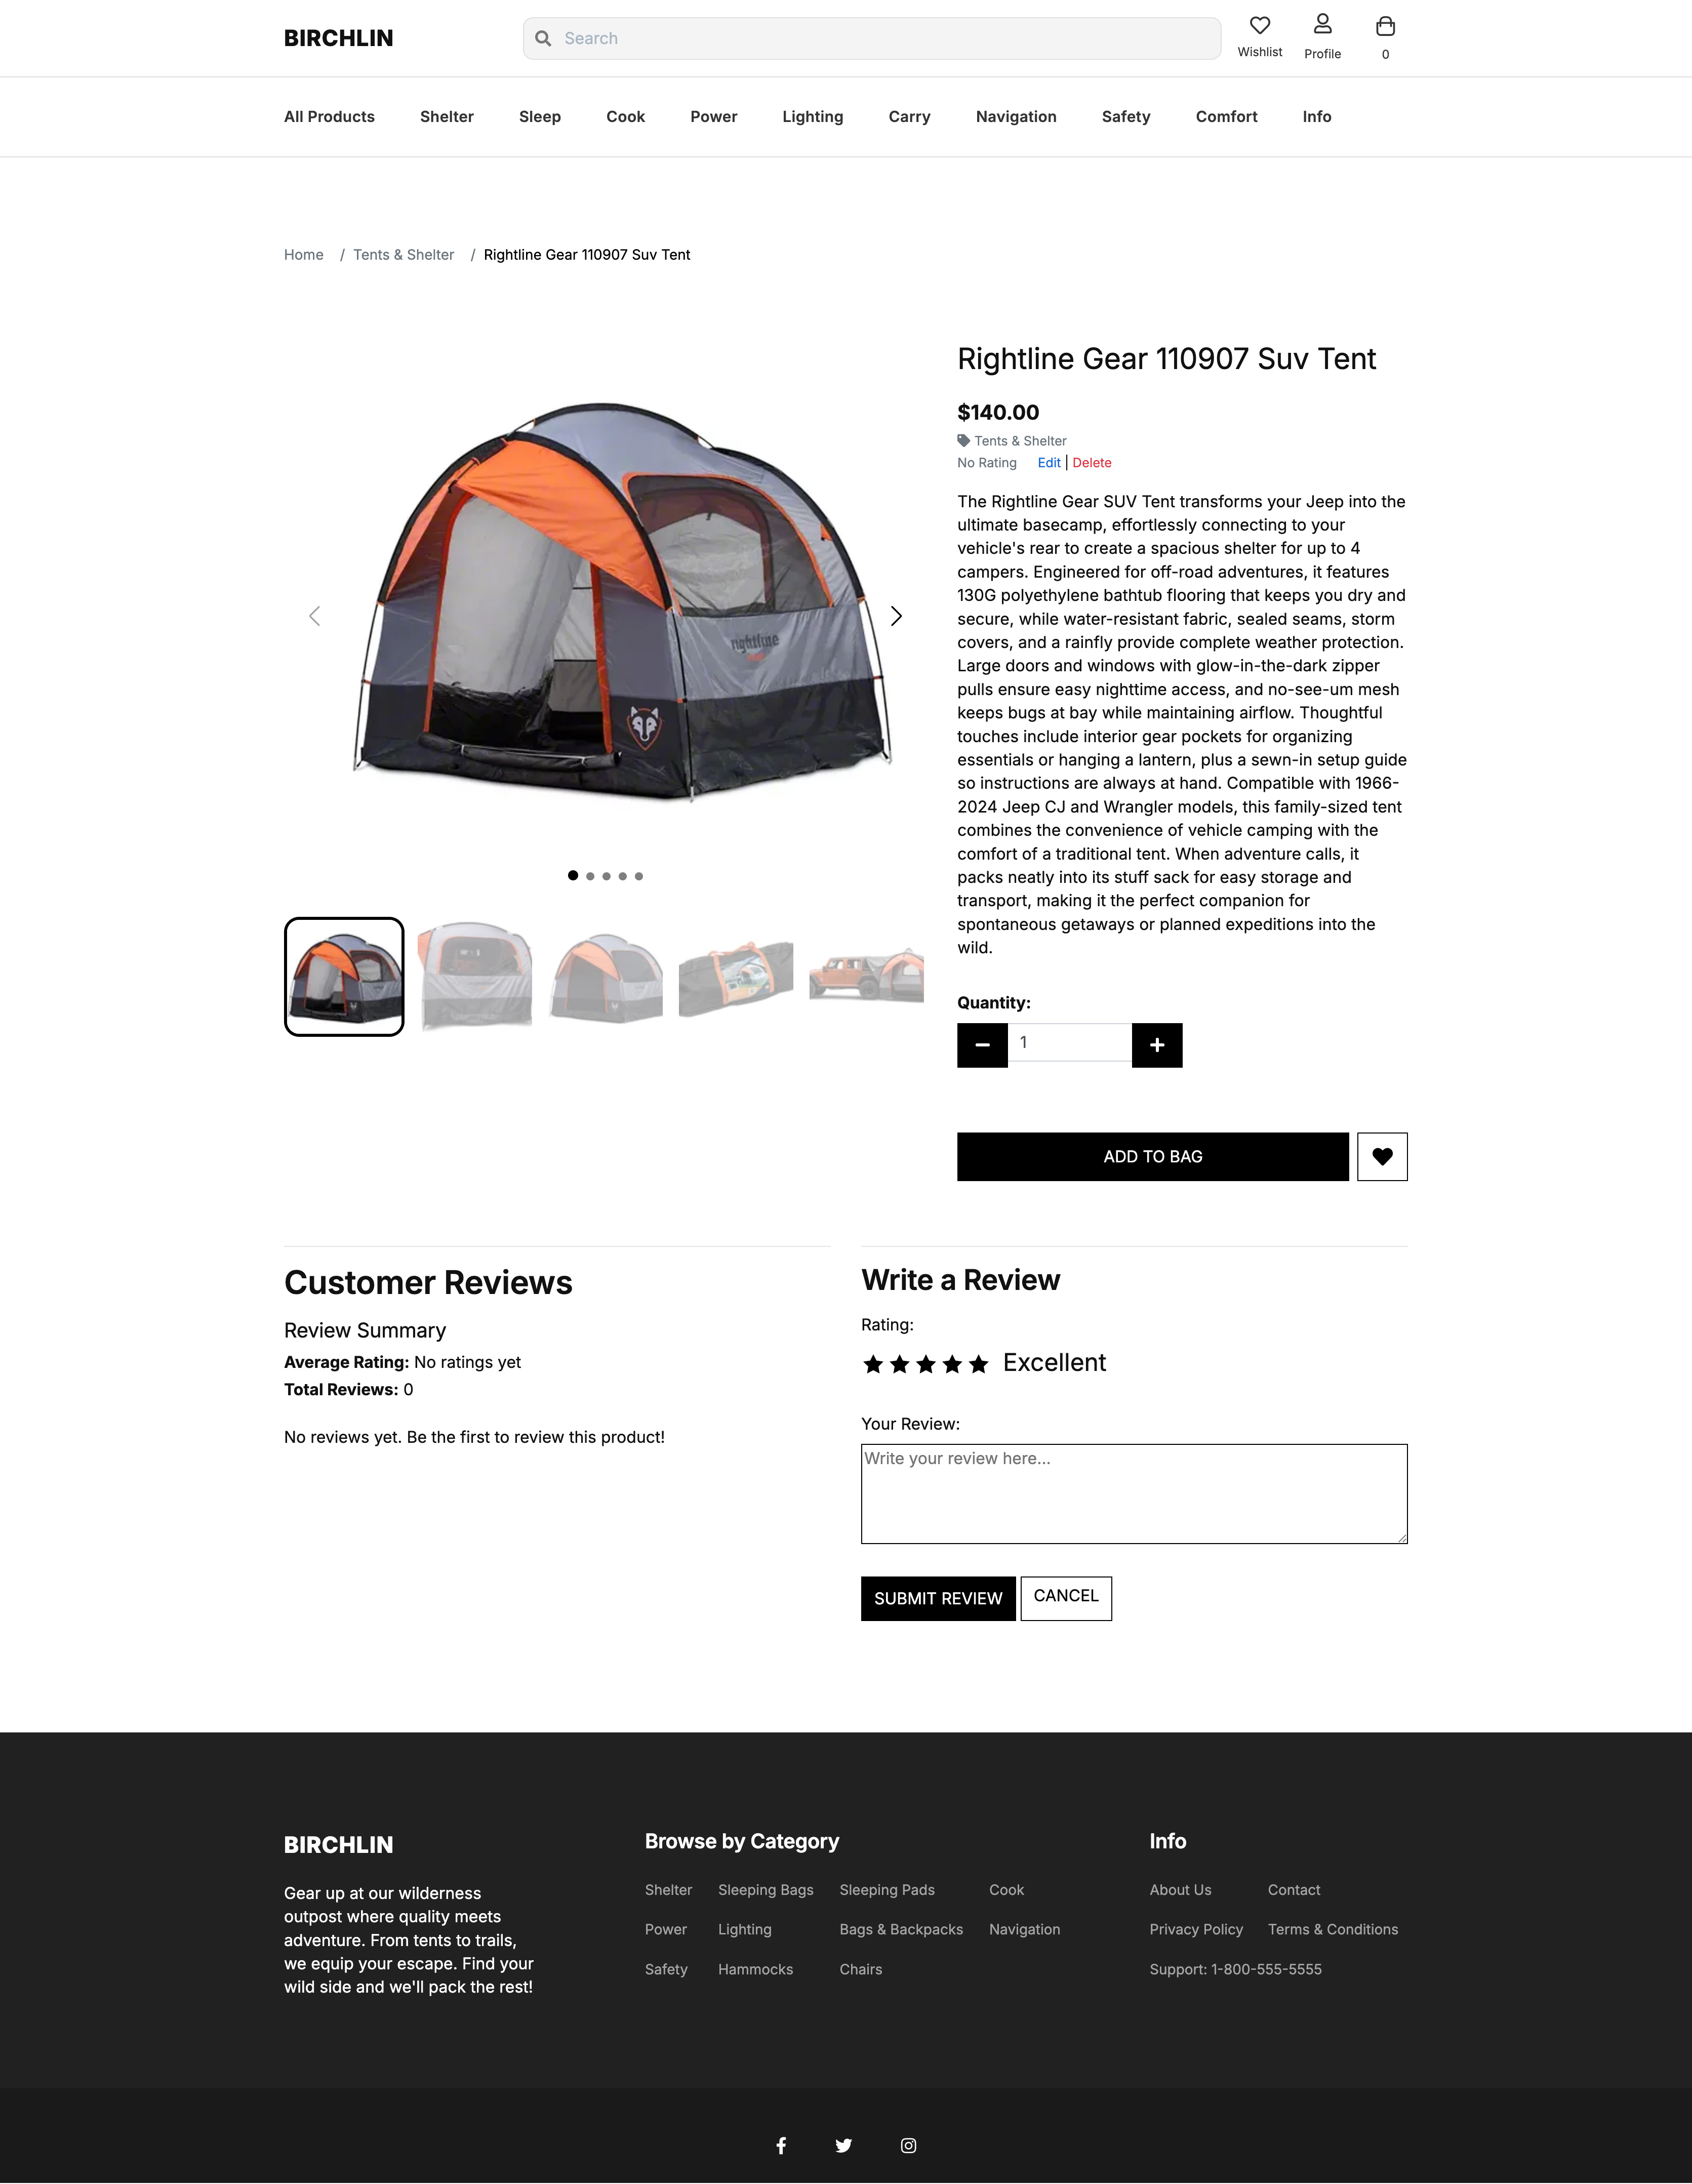 BIRCHLIN
Search
Wishlist
Profile
0
All Products
Shelter
Sleep
Cook
Power
Lighting
Carry
Navigation
Safety
Comfort
Info
Home / Tents & Shelter / Rightline Gear 110907 Suv Tent
rightline
Rightline Gear 110907 Suv Tent
$140.00
Tents & Shelter
No Rating Edit | Delete
The Rightline Gear SUV Tent transforms your Jeep into the
ultimate basecamp, effortlessly connecting to your
vehicle's rear to create a spacious shelter for up to 4
campers. Engineered for off-road adventures, it features
130G polyethylene bathtub flooring that keeps you dry and
secure, while water-resistant fabric, sealed seams, storm
covers, and a rainfly provide complete weather protection.
Large doors and windows with glow-in-the-dark zipper
pulls ensure easy nighttime access, and no-see-um mesh
keeps bugs at bay while maintaining airflow. Thoughtful
touches include interior gear pockets for organizing
essentials or hanging a lantern, plus a sewn-in setup guide
so instructions are always at hand. Compatible with 1966-
2024 Jeep CJ and Wrangler models, this family-sized tent
combines the convenience of vehicle camping with the
comfort of a traditional tent. When adventure calls, it
packs neatly into its stuff sack for easy storage and
transport, making it the perfect companion for
spontaneous getaways or planned expeditions into the
wild.
Quantity:
1
ADD TO BAG
Customer Reviews
Review Summary
Average Rating: No ratings yet
Total Reviews: 0
No reviews yet. Be the first to review this product!
Write a Review
Rating:
Excellent
Your Review:
Write your review here...
SUBMIT REVIEW
CANCEL
BIRCHLIN
Gear up at our wilderness
outpost where quality meets
adventure. From tents to trails,
we equip your escape. Find your
wild side and we'll pack the rest!
Browse by Category
Shelter Sleeping Bags Sleeping Pads Cook
Power Lighting Bags & Backpacks Navigation
Safety Hammocks Chairs
Info
About Us Contact
Privacy Policy Terms & Conditions
Support: 1-800-555-5555